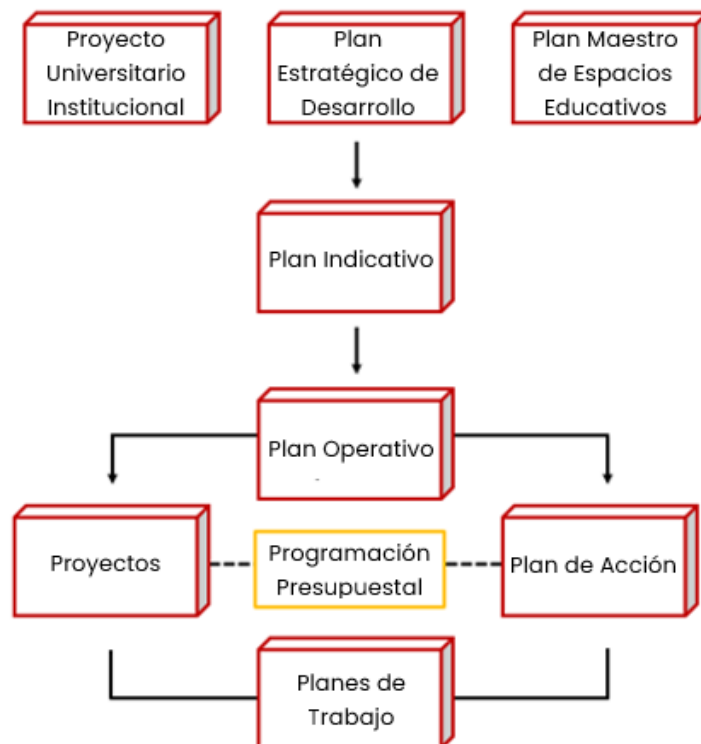 Proyecto
Universitario
Institucional
Plan
Estratégico de
Desarrollo
Plan Maestro
de Espacios
Educativos
Plan Indicativo
Plan Operativo
Proyectos
Programación
Presupuestal
Plan de Acción
Planes de
Trabajo